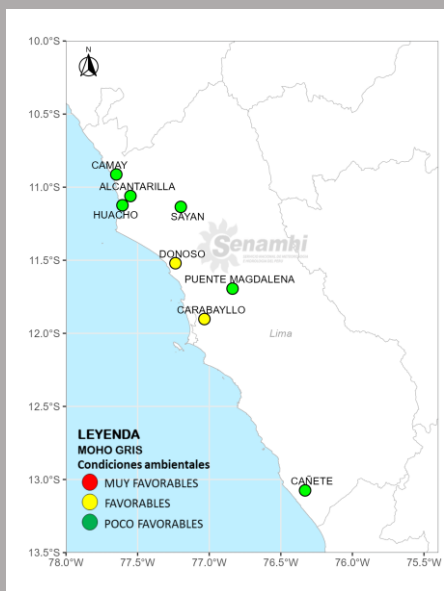 10.0°S
N
10.5°S
CAMAY
11.0°S
ALCANTARILLA
HUACHO
SAYAN
Senamhi
DONOSO
11.5°S
PUENTE MAGDALENA
CARABAYLLO
12.0°S
Lima
12.5°S
LEYENDA
MOHO GRIS
Condiciones ambientales
MUY FAVORABLES
FAVORABLES
POCO FAVORABLES
13.0°S
CAÑETE
13.5°S
78.0°W 77.5°W 77.0°W 76.5°W 76.0°W 75.5°W